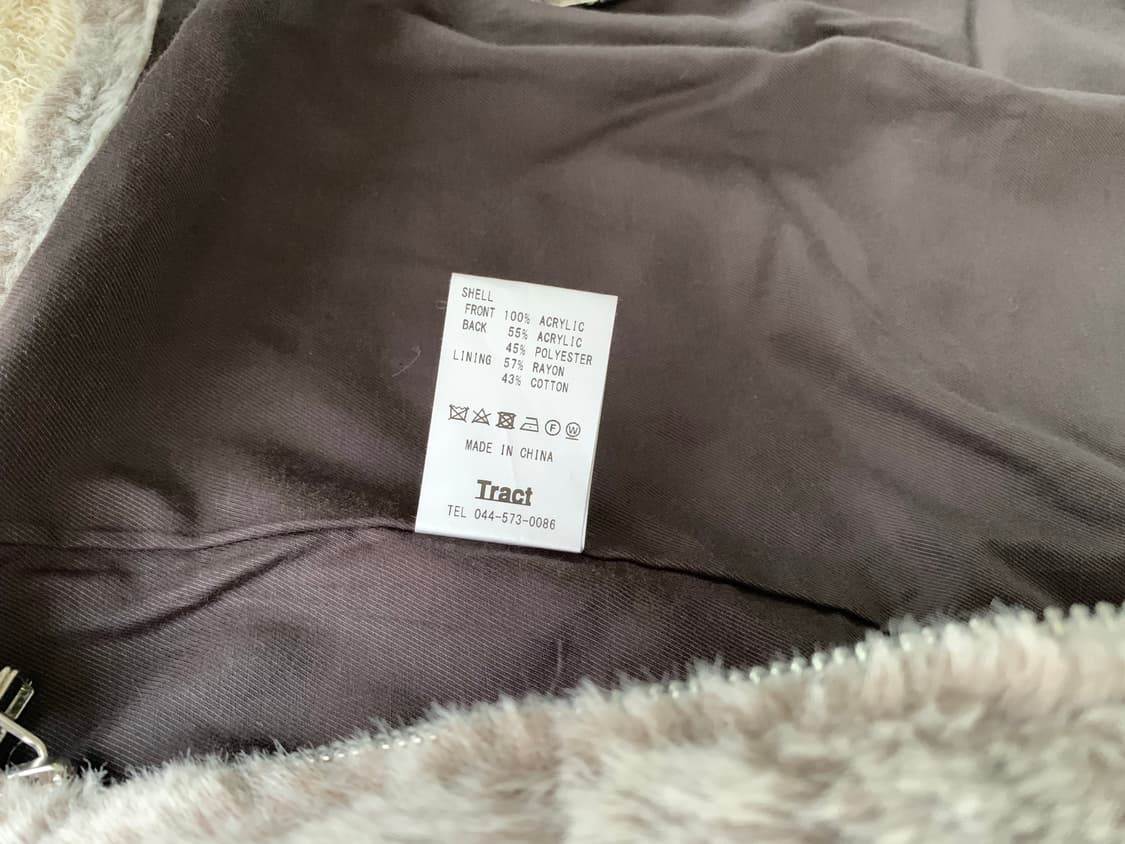 SHELL
FRONT 100% ACRYLIC
BACK 55% ACRYLIC
45% POLYESTER
LINING 57% RAYON
43% COTTON
F W
MADE IN CHINA
Tract
TEL 044-573-0086